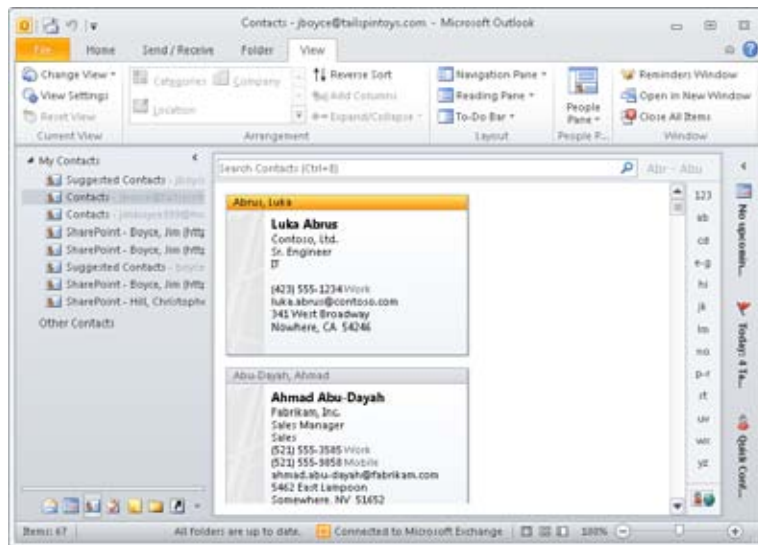 Contacts - jboyce@tailspintoys.com - Microsoft Outlook
File Home Send / Receive Folder View
Change View
View Settings
Reset View
Current View
Categories Company
Location
Reverse Sort
Add Columns
Expand/Collapse
Arrangement
Navigation Pane
Reading Pane
To-Do Bar
Layout
People Pane
People P...
Reminders Window
Open in New Window
Close All Items
Window
My Contacts
Suggested Contacts -
Contacts -
Contacts -
SharePoint - Boyce, Jim (http
SharePoint - Boyce, Jim (http
Suggested Contacts -
SharePoint - Boyce, Jim (http
SharePoint - Hill, Christophe
Other Contacts
Search Contacts (Ctrl+E)
Abr - Abu
Abrus, Luka
Luka Abrus
Contoso, Ltd.
Sr. Engineer
IT
(423) 555-1234 Work
luka.abrus@contoso.com
341 West Broadway
Nowhere, CA 54246
Abu-Dayah, Ahmad
Ahmad Abu-Dayah
Fabrikam, Inc.
Sales Manager
Sales
(521) 555-3585 Work
(521) 555-3858 Mobile
ahmad.abu-dayah@fabrikam.com
5462 East Lampoon
Somewhere, NV 51652
123
ab
cd
e-g
hi
jk
lm
no
p-r
st
uv
wx
yz
No upcomin...
Today: 4 Ta...
Quick Cont...
Items: 67
All folders are up to date.
Connected to Microsoft Exchange
100%